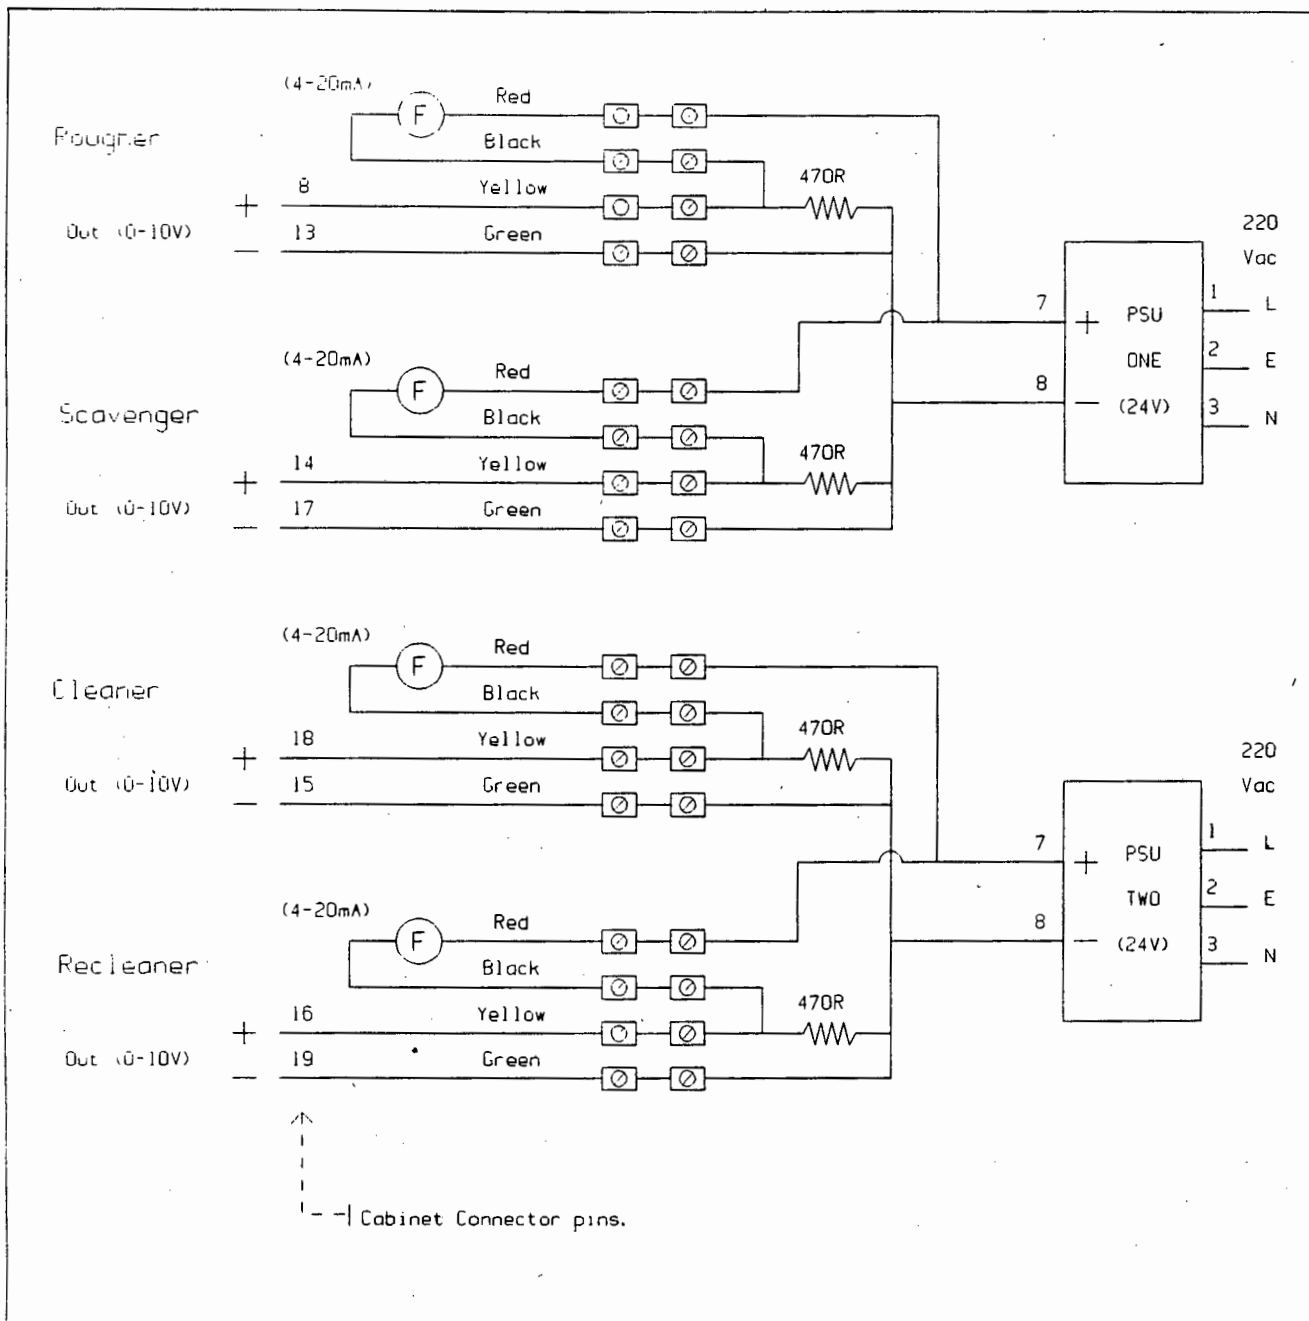 (4-20mA)
F
Red
Rougher
Black
8
Yellow
470R
+
Out (0-10V)
13
Green
—
220
Vac
7
+
PSU
1
L
ONE
2
E
8
—
(24V)
3
N
(4-20mA)
F
Red
Scavenger
Black
14
Yellow
470R
+
Out (0-10V)
17
Green
—
(4-20mA)
F
Red
Cleaner
Black
18
Yellow
470R
+
Out (0-10V)
15
Green
—
220
Vac
7
+
PSU
1
L
TWO
2
E
8
—
(24V)
3
N
(4-20mA)
F
Red
Recleaner
Black
16
Yellow
470R
+
Out (0-10V)
19
Green
—
Cabinet Connector pins.